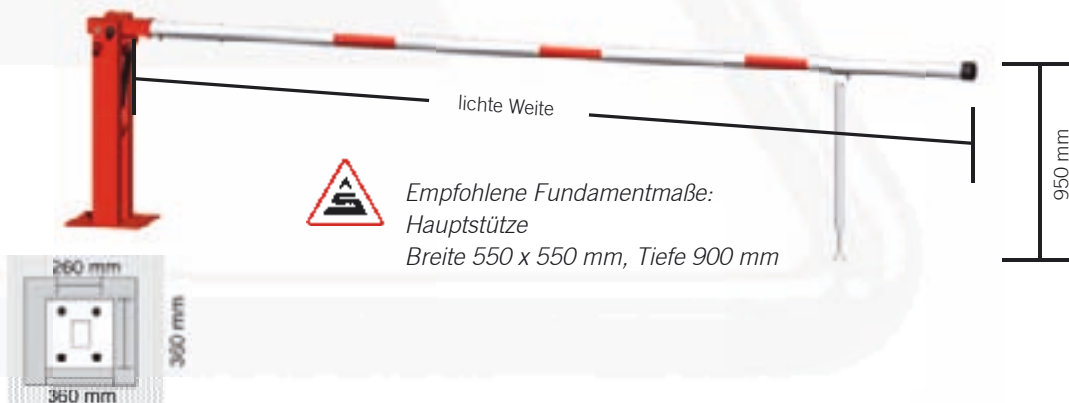 lichte Weite
950 mm
Empfohlene Fundamentmaße:
Hauptstütze
Breite 550 x 550 mm, Tiefe 900 mm
260 mm
360 mm
360 mm